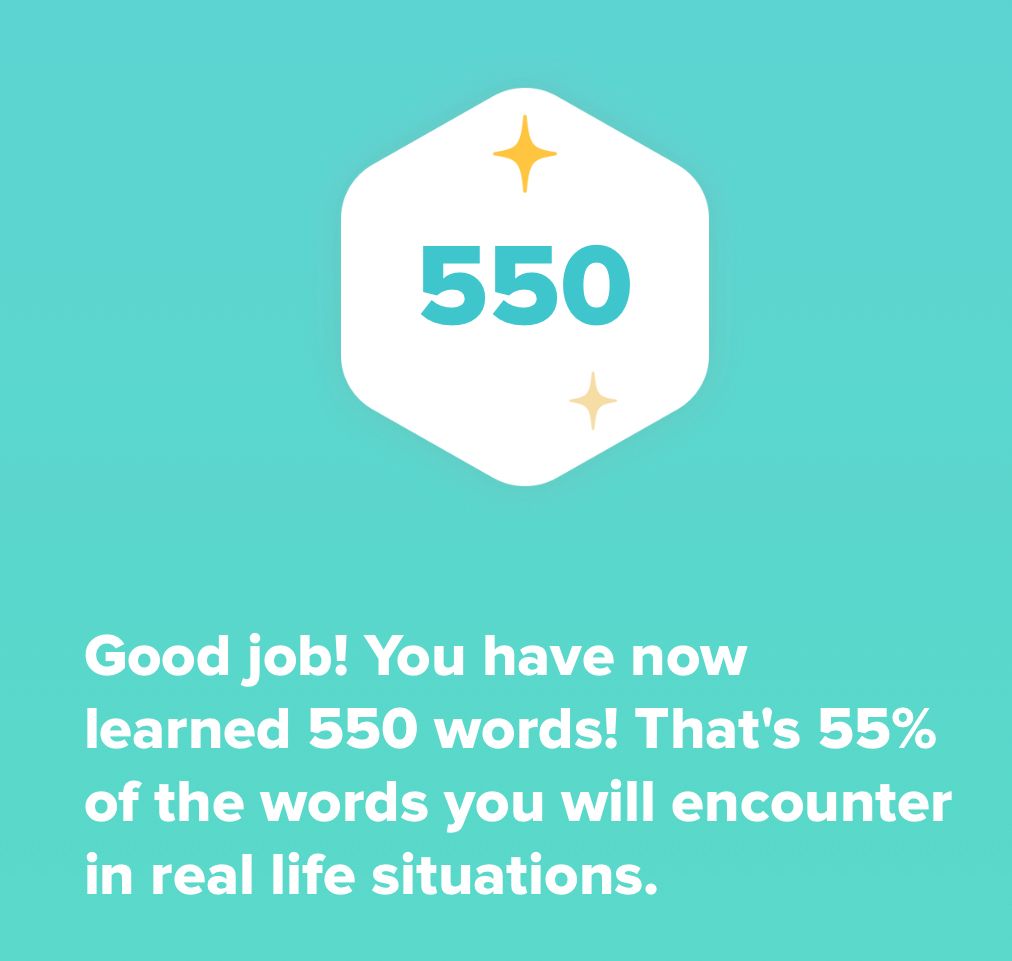 550
Good job! You have now
learned 550 words! That's 55%
of the words you will encounter
in real life situations.